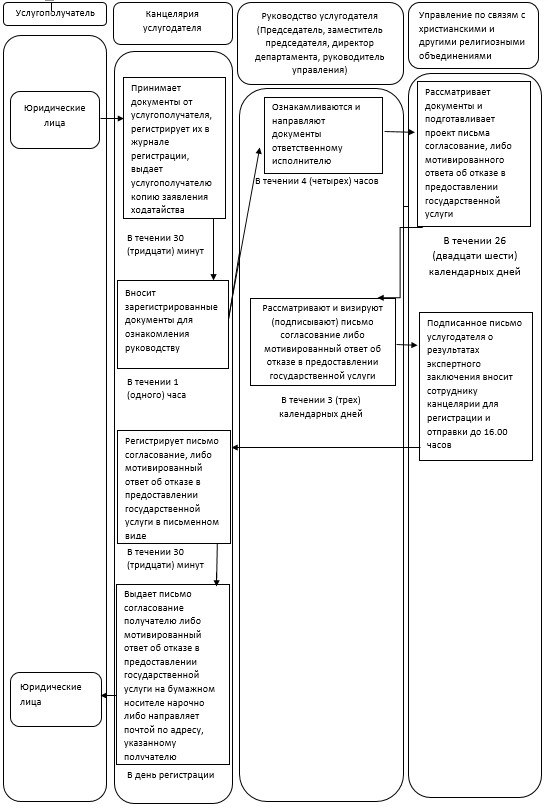 Услугополучатель
Канцелярия
услугодателя
Руководство услугодателя
(Председатель, заместитель
председателя, директор
департамента, руководитель
управления)
Управление по связям с
христианскими и
другими религиозными
объединениями
Юридические
лица
Принимает
документы от
услугополучателя,
регистрирует их в
журнале
регистрации,
выдает
услугополучателю
копию заявления
ходатайства
В течении 30
(тридцати) минут
Вносит
зарегистрированные
документы для
ознакомления
руководству
В течении 1
(одного) часа
Ознакамливаются и
направляют
документы
ответственному
исполнителю
В течении 4 (четырех) часов
Рассматривает
документы и
подготавливает
проект письма
согласование, либо
мотивированного
ответа об отказе в
предоставлении
государственной
услуги
В течении 26
(двадцати шести)
календарных дней
Рассматривают и визируют
(подписывают) письмо
согласование либо
мотивированный ответ об
отказе в предоставлении
государственной услуги
В течении 3 (трех)
календарных дней
Подписанное письмо
услугодателя о
результатах
экспертного
заключения вносит
сотруднику
канцелярии для
регистрации и
отправки до 16.00
часов
Регистрирует письмо
согласование, либо
мотивированный
ответ об отказе в
предоставлении
государственной
услуги в письменном
виде
В течении 30
(тридцати) минут
Выдает письмо
согласование
получателю либо
мотивированный
ответ об отказе в
предоставлении
государственной
услуги на бумажном
носителе нарочно
либо направляет
почтой по адресу,
указанному
получателю
В день регистрации
Юридические
лица